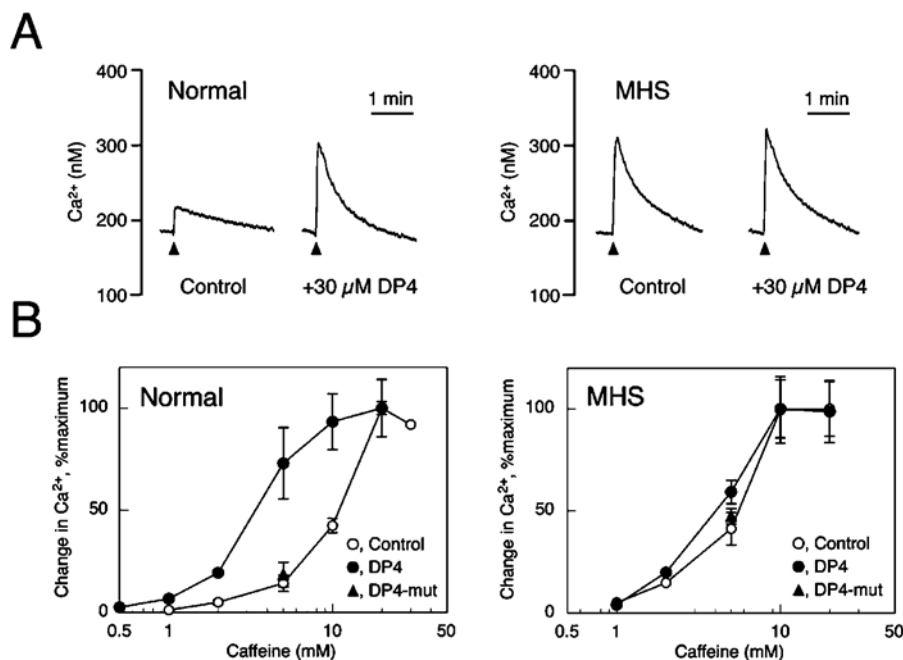 A
Normal
MHS
1 min
1 min
400
300
200
100
Ca2+ (nM)
Control
+30 µM DP4
400
300
200
100
Ca2+ (nM)
Control
+30 µM DP4
B
Normal
Change in Ca2+, %maximum
100
50
0
0.5
1
10
50
Caffeine (mM)
○, Control
●, DP4
▲, DP4-mut
MHS
Change in Ca2+, %maximum
100
50
0
0.5
1
10
50
Caffeine (mM)
○, Control
●, DP4
▲, DP4-mut